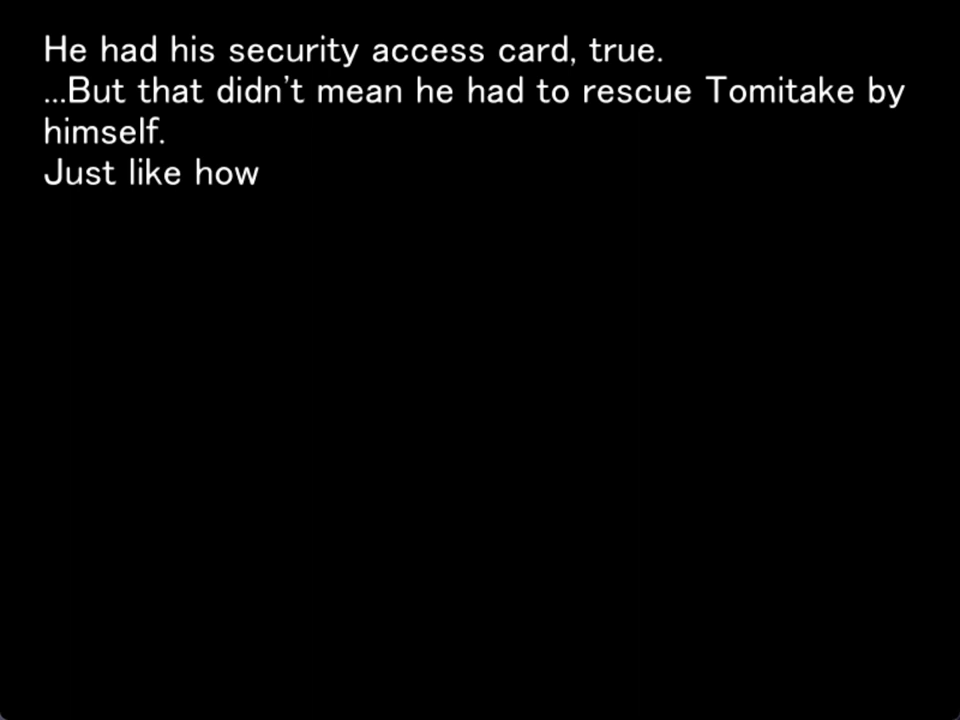 He had his security access card, true.
...But that didn't mean he had to rescue Tomitake by
himself.
Just like how